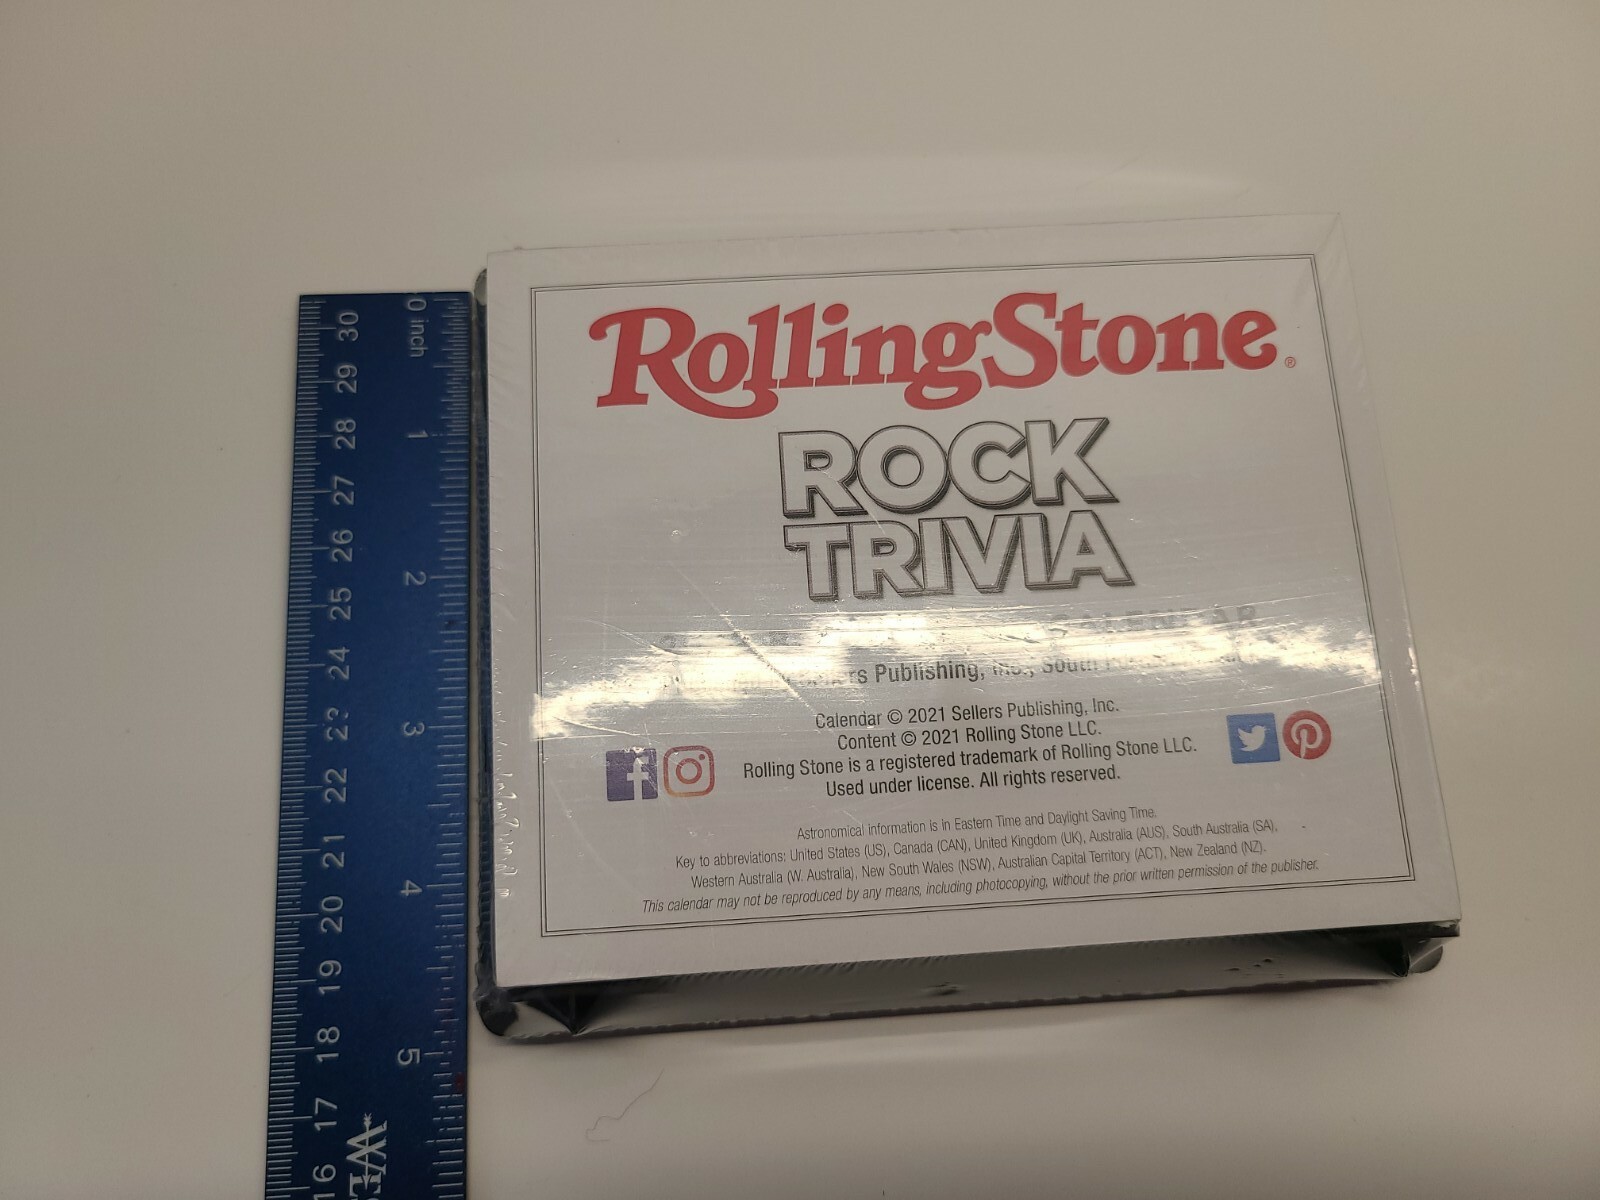 0 inch
1
2
3
4
5
30
29
28
27
26
25
24
22
21
20
19
18
17
16
RollingStone®
ROCK
TRIVIA
CALENDAR
Publishing, Inc., South
Calendar © 2021 Sellers Publishing, Inc.
Content © 2021 Rolling Stone LLC.
Rolling Stone is a registered trademark of Rolling Stone LLC.
Used under license. All rights reserved.
Astronomical information is in Eastern Time and Daylight Saving Time.
Key to abbreviations: United States (US), Canada (CAN), United Kingdom (UK), Australia (AUS), South Australia (SA),
Western Australia (W. Australia), New South Wales (NSW), Australian Capital Territory (ACT), New Zealand (NZ).
This calendar may not be reproduced by any means, including photocopying, without the prior written permission of the publisher.